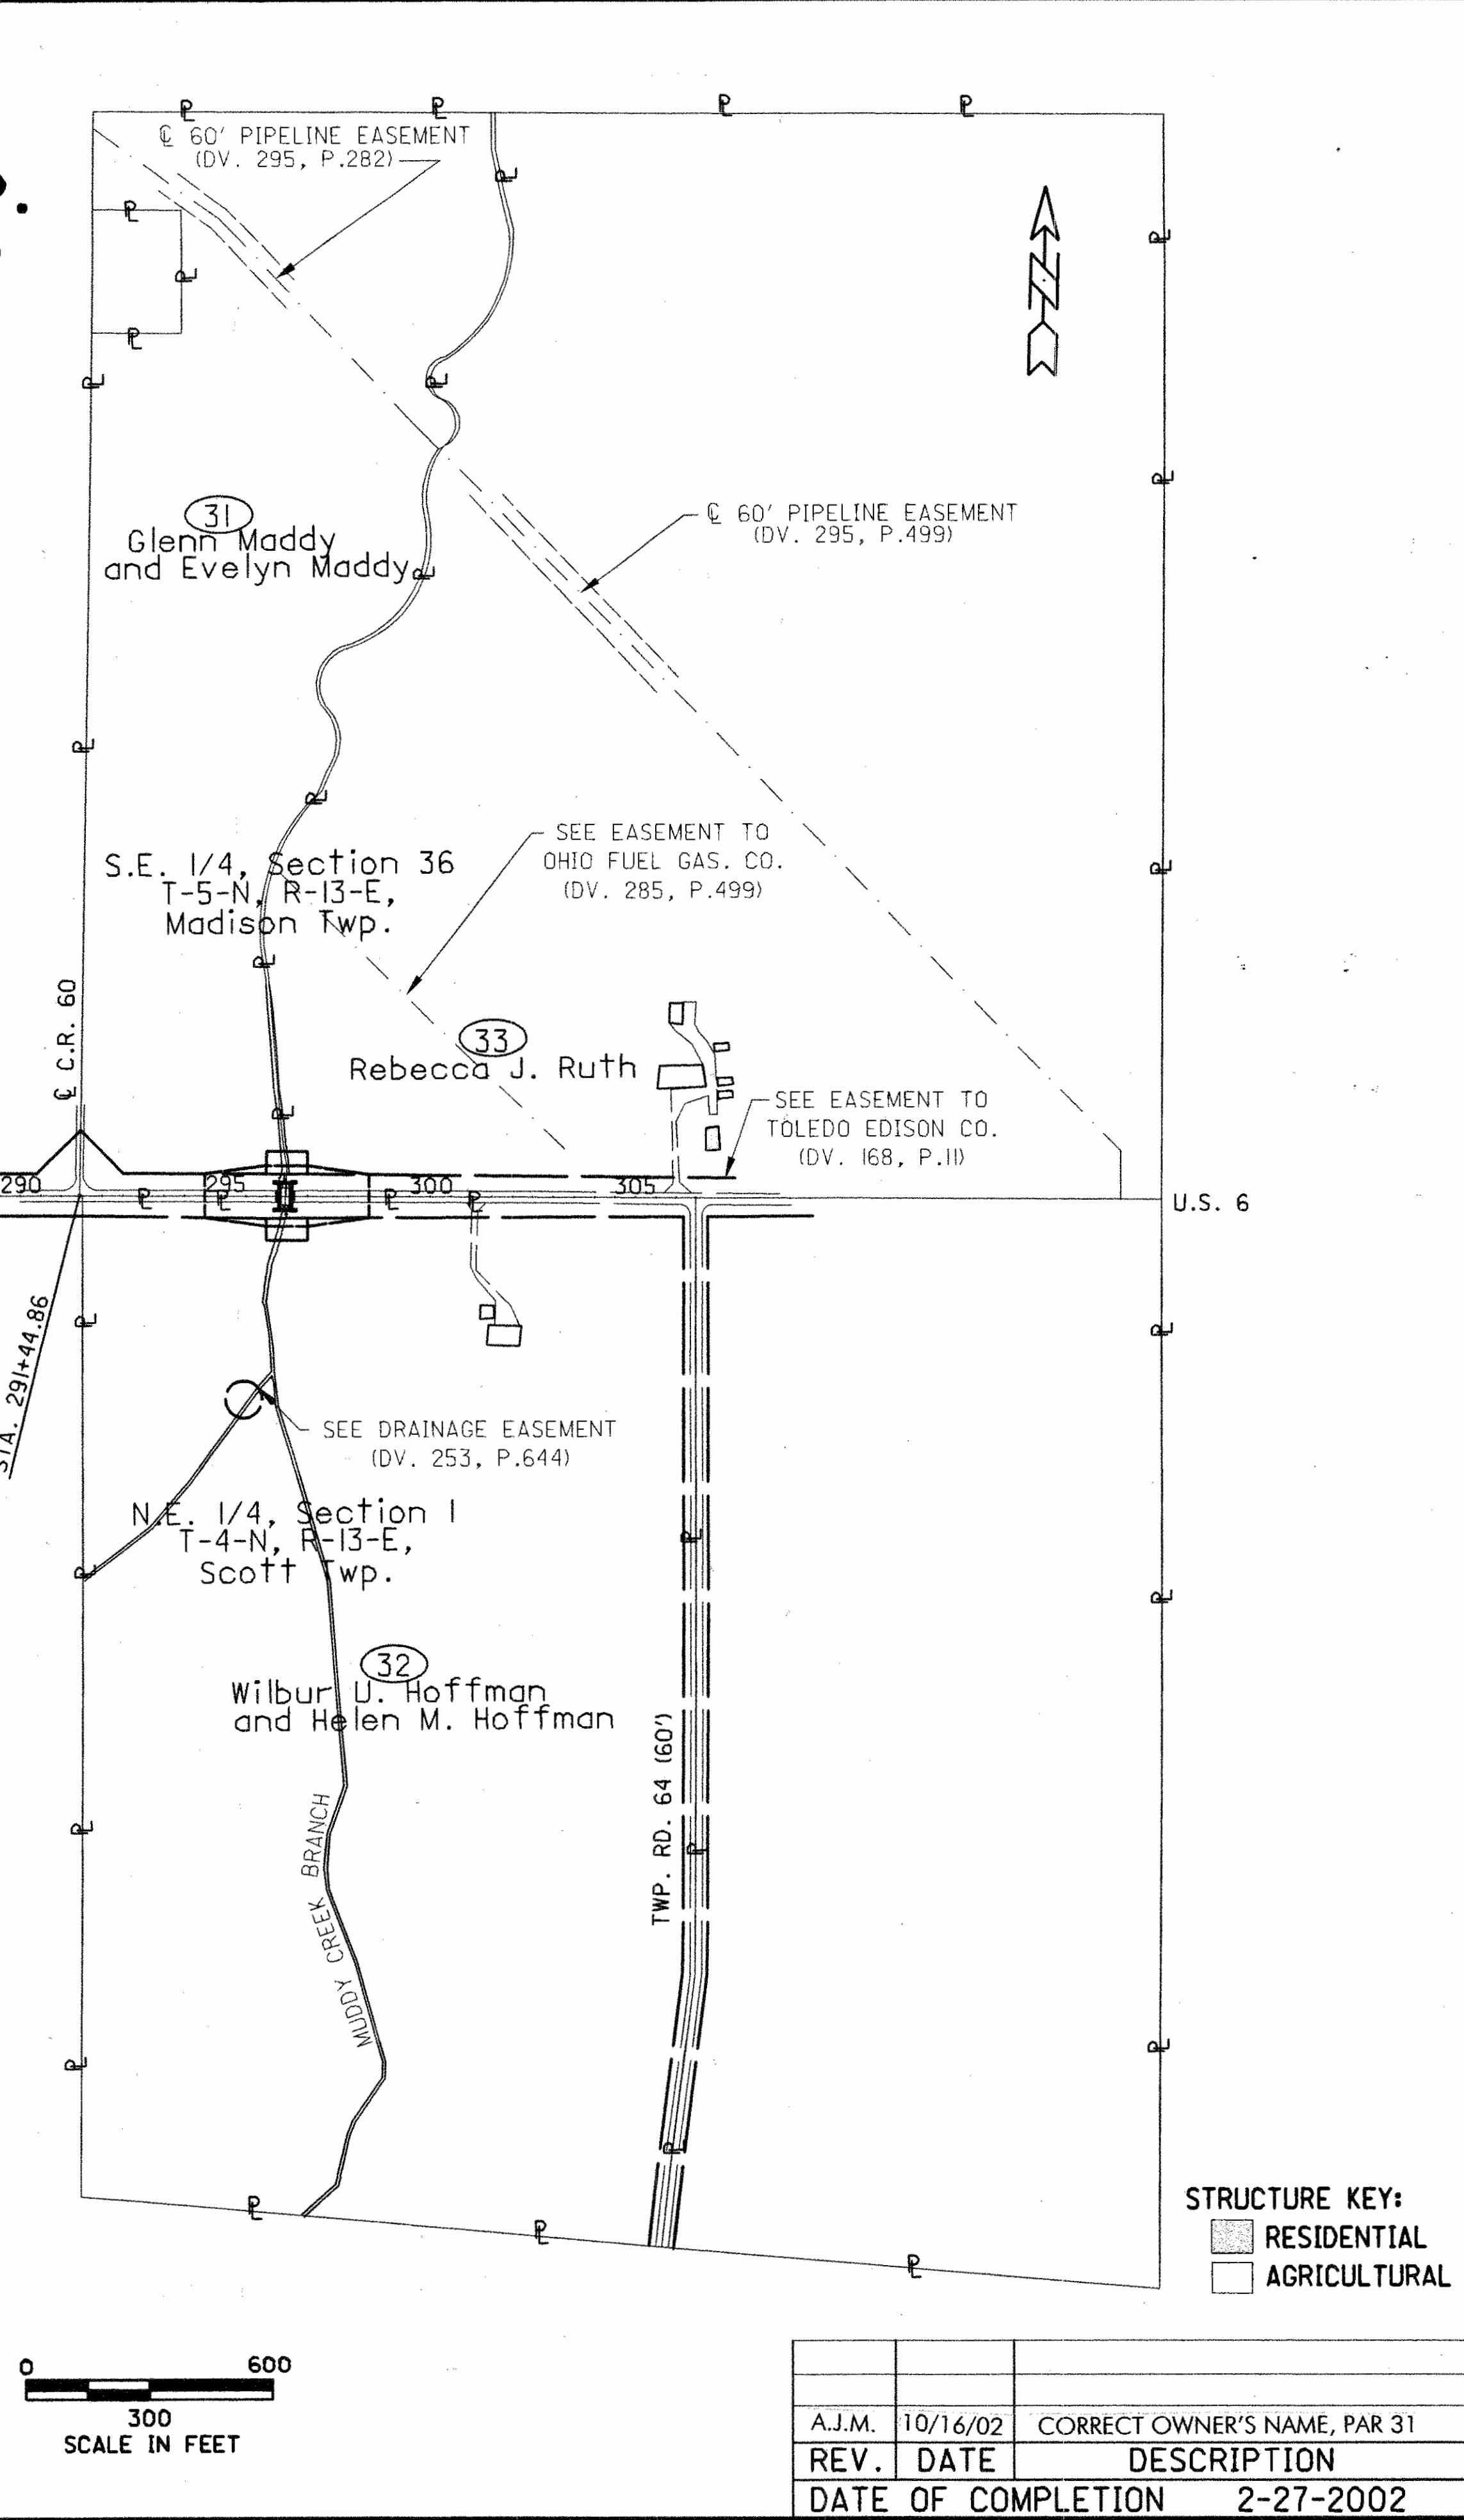 ℄ 60' PIPELINE EASEMENT
(DV. 295, P.282)
N
31
Glenn Maddy
and Evelyn Maddy
℄ 60' PIPELINE EASEMENT
(DV. 295, P.499)
SEE EASEMENT TO
OHIO FUEL GAS. CO.
(DV. 285, P.499)
S.E. 1/4, Section 36
T-5-N, R-13-E,
Madison Twp.
℄ C.R. 60
33
Rebecca J. Ruth
SEE EASEMENT TO
TOLEDO EDISON CO.
(DV. 168, P.11)
290
295
300
305
U.S. 6
STA. 291+44.86
SEE DRAINAGE EASEMENT
(DV. 253, P.644)
N.E. 1/4, Section 1
T-4-N, R-13-E,
Scott Twp.
32
Wilbur U. Hoffman
and Helen M. Hoffman
TWP. RD. 64 (60')
MUDDY CREEK BRANCH
STRUCTURE KEY:
RESIDENTIAL
AGRICULTURAL
0 600
300
SCALE IN FEET
A.J.M. 10/16/02 CORRECT OWNER'S NAME, PAR 31
REV. DATE DESCRIPTION
DATE OF COMPLETION 2-27-2002